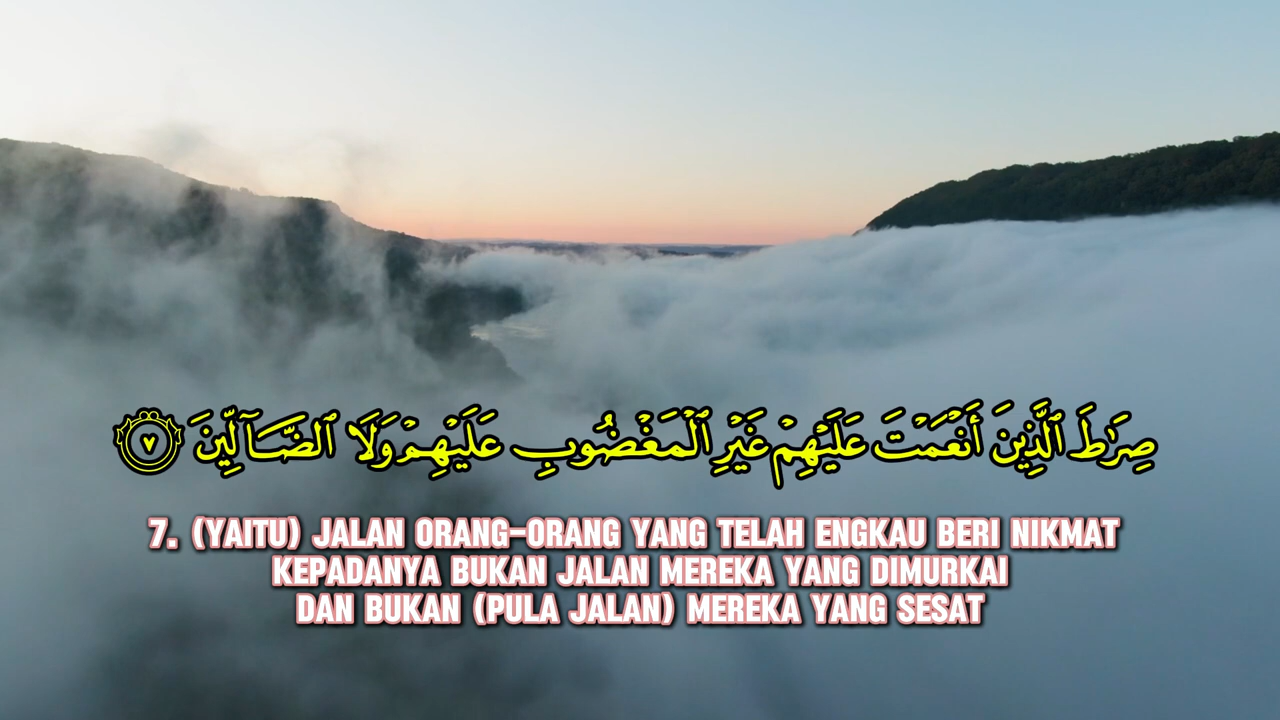 صِرَٰطَ ٱلَّذِينَ أَنْعَمْتَ عَلَيْهِمْ غَيْرِ ٱلْمَغْضُوبِ عَلَيْهِمْ وَلَا ٱلضَّآلِّينَ ٧
7. (YAITU) JALAN ORANG-ORANG YANG TELAH ENGKAU BERI NIKMAT
KEPADANYA BUKAN JALAN MEREKA YANG DIMURKAI
DAN BUKAN (PULA JALAN) MEREKA YANG SESAT